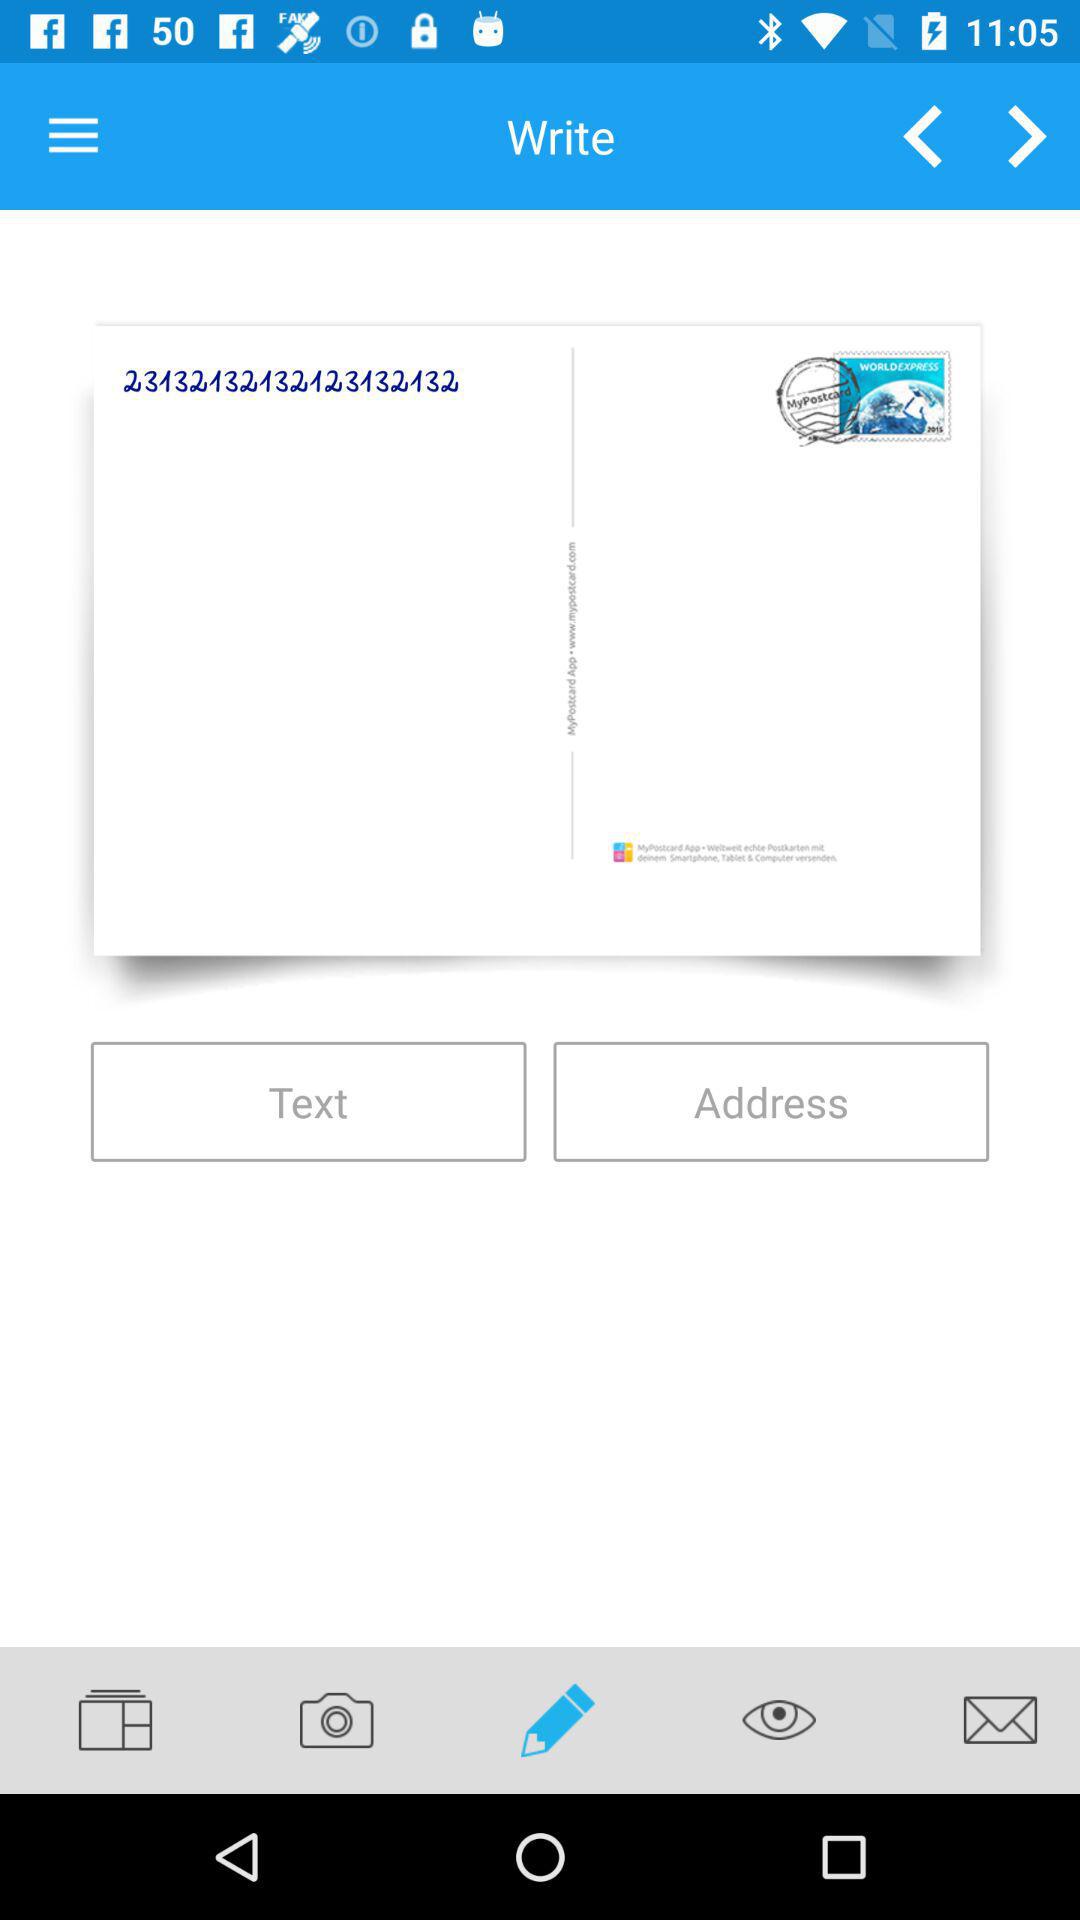 50
FAKE
11:05
Write
23132132132123132132
WORLDEXPRESS
MyPostcard
2015
MyPostcard App • www.mypostcard.com
MyPostcard App • Weltweit echte Postkarten mit
deinem Smartphone, Tablet & Computer versenden.
Text
Address